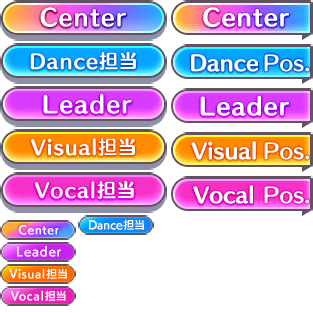 Center
Center
Dance担当
Dance Pos.
Leader
Leader
Visual担当
Visual Pos.
Vocal担当
Vocal Pos.
Center
Dance担当
Leader
Visual担当
Vocal担当